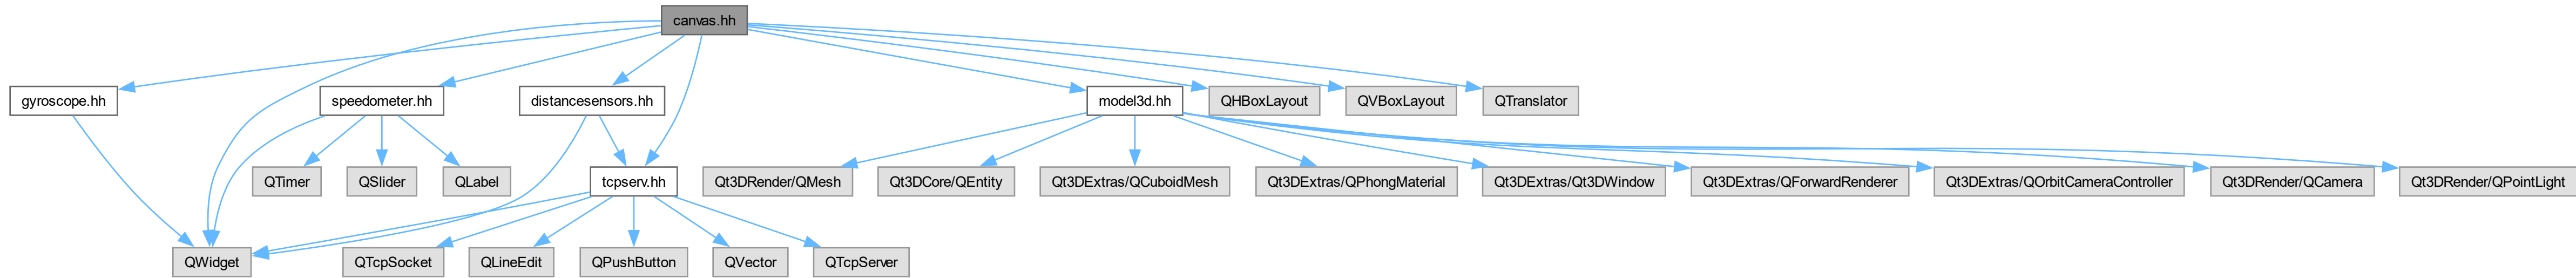 canvas.hh
gyroscope.hh
speedometer.hh
distancesensors.hh
model3d.hh
QHBoxLayout
QVBoxLayout
QTranslator
QTimer
QSlider
QLabel
tcpserv.hh
Qt3DRender/QMesh
Qt3DCore/QEntity
Qt3DExtras/QCuboidMesh
Qt3DExtras/QPhongMaterial
Qt3DExtras/Qt3DWindow
Qt3DExtras/QForwardRenderer
Qt3DExtras/QOrbitCameraController
Qt3DRender/QCamera
Qt3DRender/QPointLight
QWidget
QTcpSocket
QLineEdit
QPushButton
QVector
QTcpServer